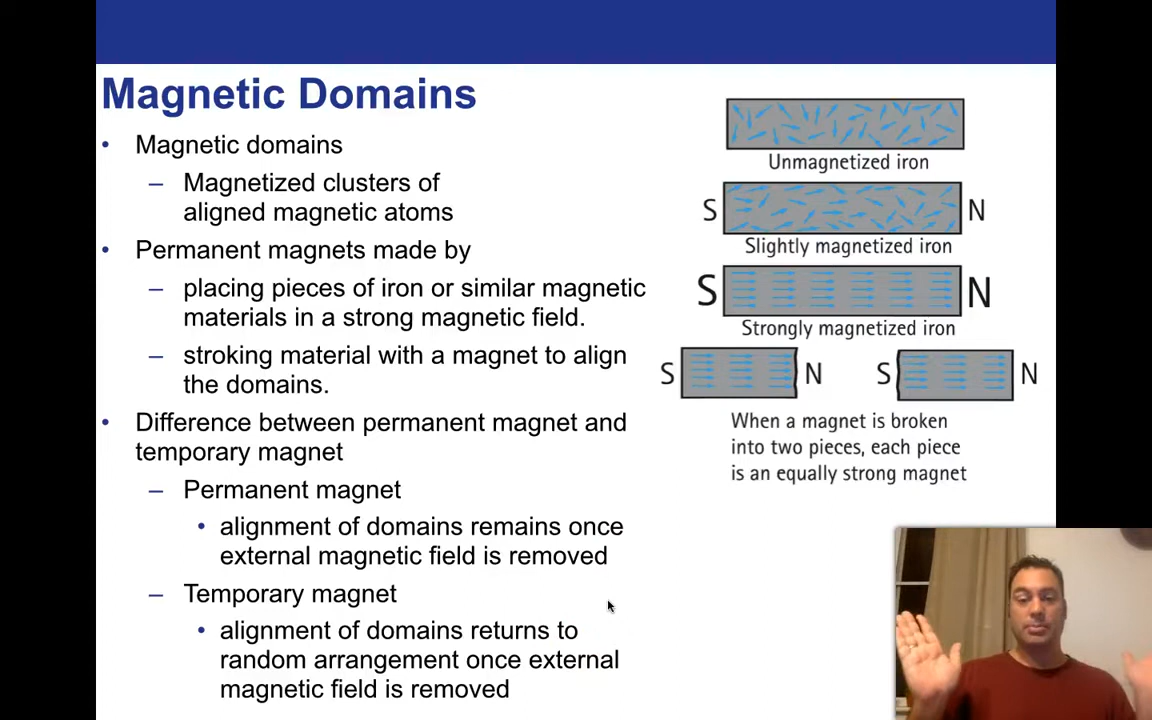 Magnetic Domains
• Magnetic domains
– Magnetized clusters of
aligned magnetic atoms
• Permanent magnets made by
– placing pieces of iron or similar magnetic
materials in a strong magnetic field.
– stroking material with a magnet to align
the domains.
• Difference between permanent magnet and
temporary magnet
– Permanent magnet
• alignment of domains remains once
external magnetic field is removed
– Temporary magnet
• alignment of domains returns to
random arrangement once external
magnetic field is removed
Unmagnetized iron
S N
Slightly magnetized iron
S N
Strongly magnetized iron
S N S N
When a magnet is broken
into two pieces, each piece
is an equally strong magnet